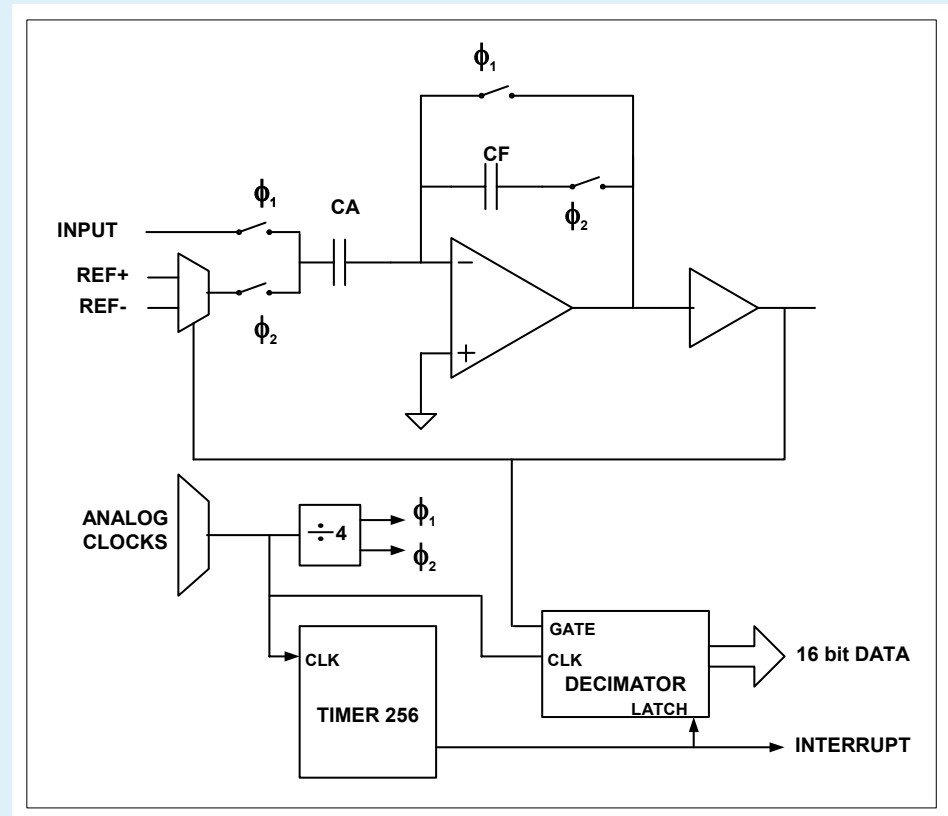 ϕ1
CF
ϕ1
CA
ϕ2
INPUT
REF+
REF-
ϕ2
−
+
ANALOG
CLOCKS
÷4
ϕ1
ϕ2
GATE
CLK
CLK
DECIMATOR
16 bit DATA
LATCH
TIMER 256
INTERRUPT